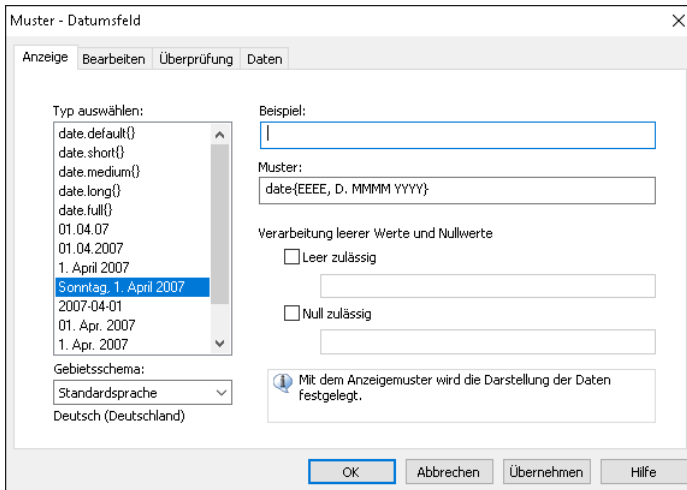 Muster - Datumsfeld
Anzeige Bearbeiten Überprüfung Daten
Typ auswählen:
date.default{}
date.short{}
date.medium{}
date.long{}
date.full{}
01.04.07
01.04.2007
1. April 2007
Sonntag, 1. April 2007
2007-04-01
01. Apr. 2007
1. Apr. 2007
Gebietsschema:
Standardsprache
Deutsch (Deutschland)
Beispiel:
Muster:
date{EEEE, D. MMMM YYYY}
Verarbeitung leerer Werte und Nullwerte
Leer zulässig
Null zulässig
Mit dem Anzeigemuster wird die Darstellung der Daten
festgelegt.
OK Abbrechen Übernehmen Hilfe